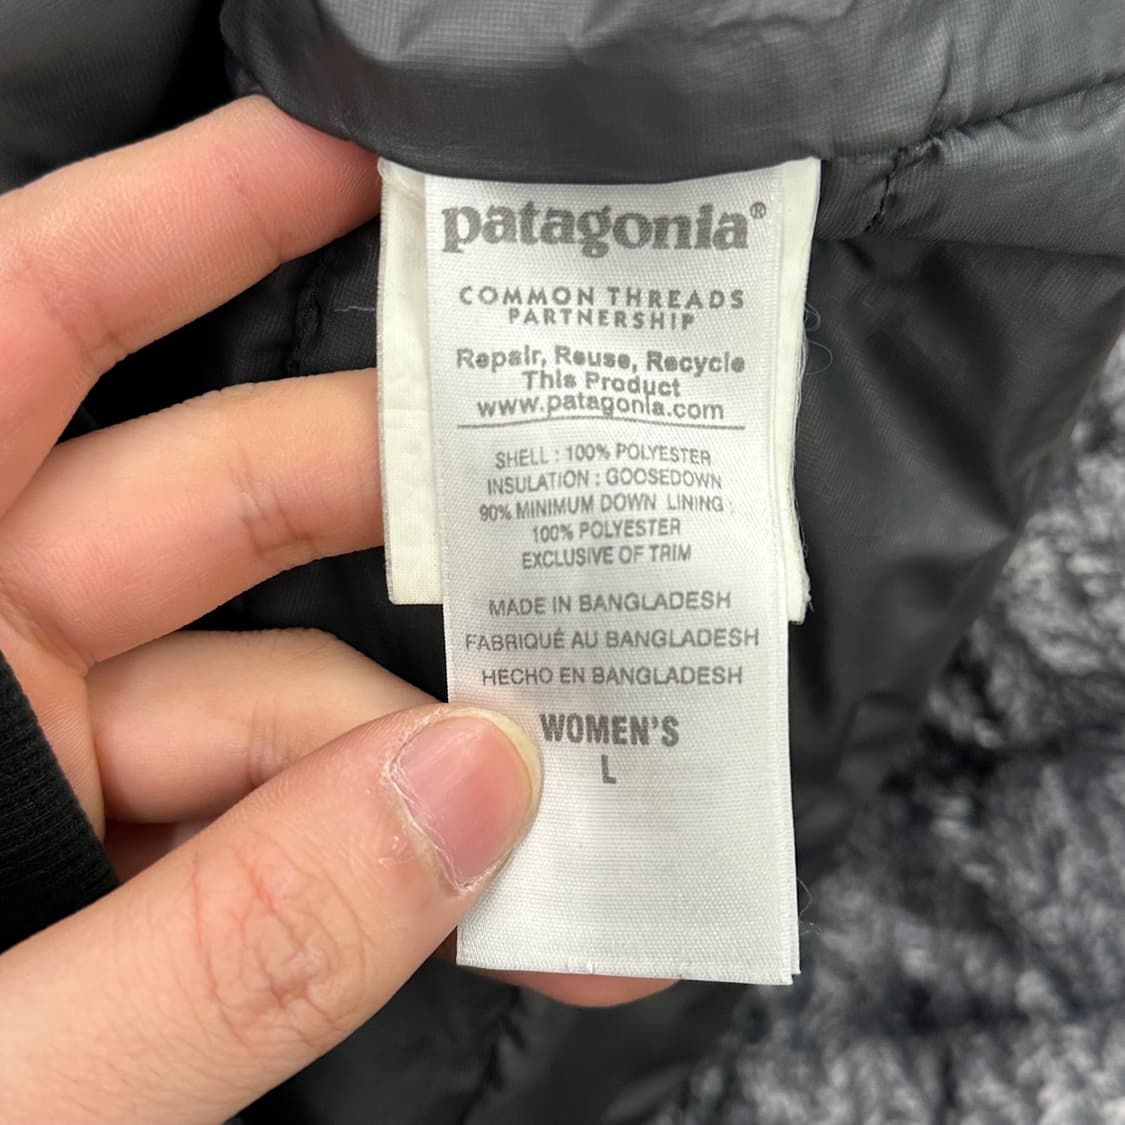 patagonia®
COMMON THREADS
PARTNERSHIP
Repair, Reuse, Recycle
This Product
www.patagonia.com
SHELL : 100% POLYESTER
INSULATION : GOOSEDOWN
90% MINIMUM DOWN LINING :
100% POLYESTER
EXCLUSIVE OF TRIM
MADE IN BANGLADESH
FABRIQUÉ AU BANGLADESH
HECHO EN BANGLADESH
WOMEN'S
L